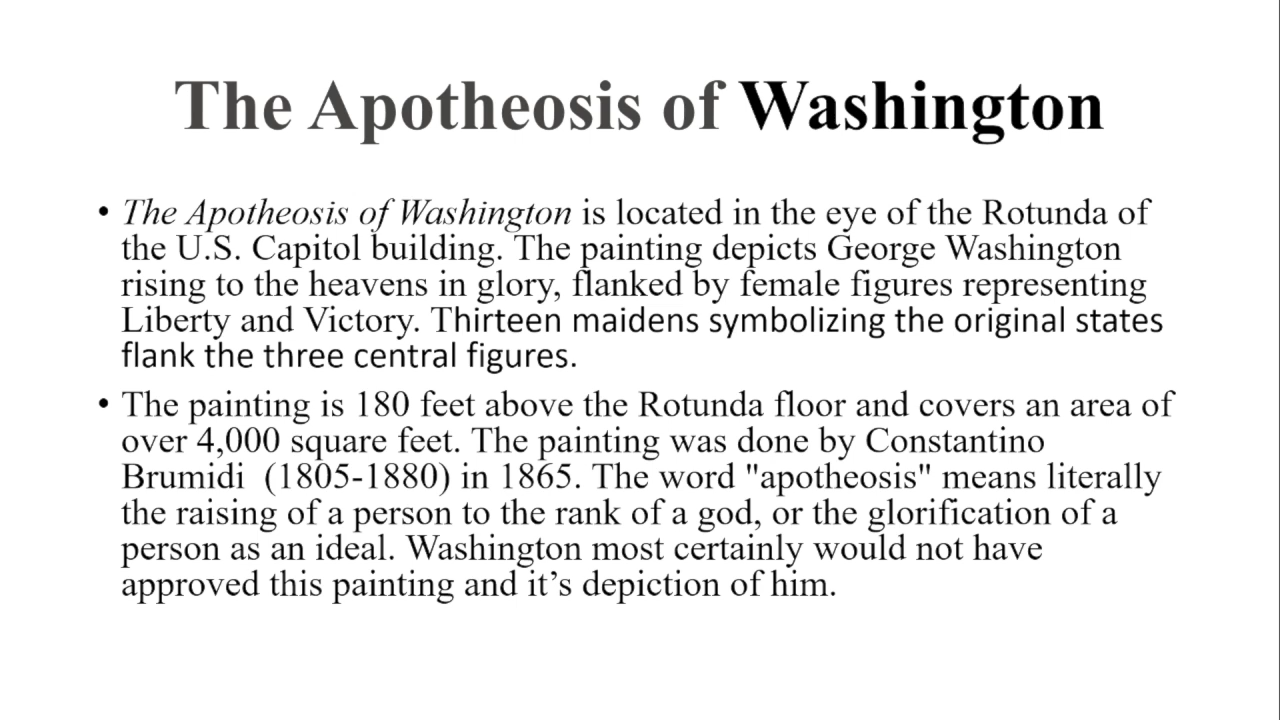 The Apotheosis of Washington
• The Apotheosis of Washington is located in the eye of the Rotunda of
the U.S. Capitol building. The painting depicts George Washington
rising to the heavens in glory, flanked by female figures representing
Liberty and Victory. Thirteen maidens symbolizing the original states
flank the three central figures.
• The painting is 180 feet above the Rotunda floor and covers an area of
over 4,000 square feet. The painting was done by Constantino
Brumidi  (1805-1880) in 1865. The word "apotheosis" means literally
the raising of a person to the rank of a god, or the glorification of a
person as an ideal. Washington most certainly would not have
approved this painting and it’s depiction of him.